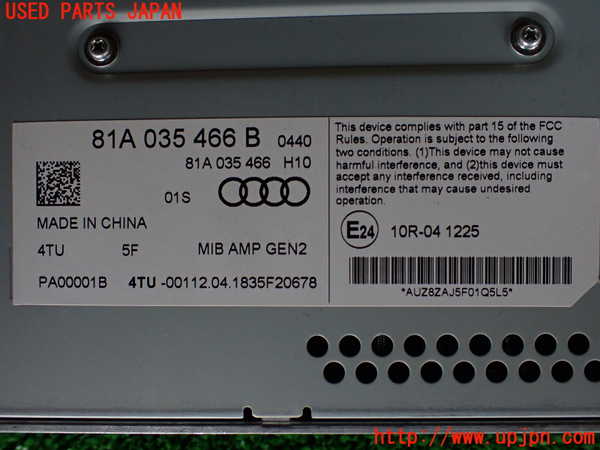 USED PARTS JAPAN
81A 035 466 B 0440
81A 035 466 H10
01S
MADE IN CHINA
4TU 5F MIB AMP GEN2
PA00001B 4TU -00112.04.1835F20678
This device complies with part 15 of the FCC
Rules. Operation is subject to the following
two conditions. (1)This device may not cause
harmful interference, and (2)this device must
accept any interference received, including
interference that may cause undesired
operation.
E24 10R-04 1225
*AUZ8ZAJ5F01Q5L5*
http://www.upjpn.com/